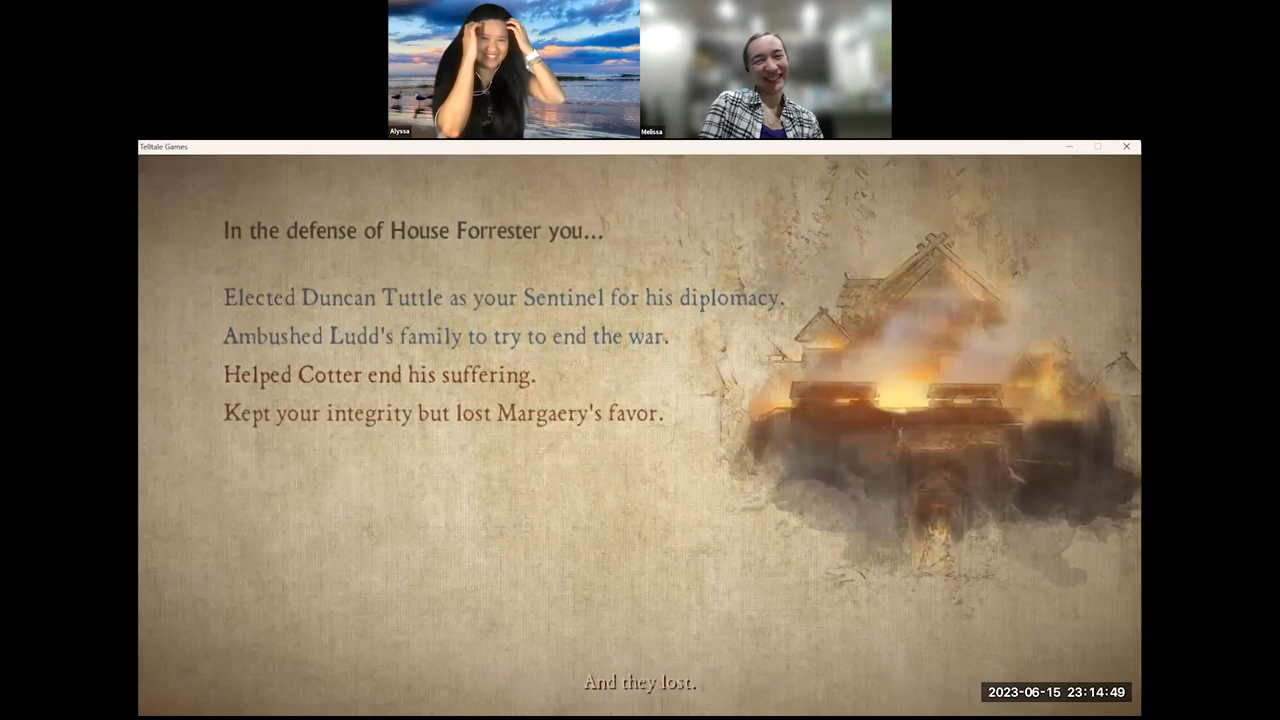 Alyssa
Melissa
Telltale Games
In the defense of House Forrester you...
Elected Duncan Tuttle as your Sentinel for his diplomacy.
Ambushed Ludd's family to try to end the war.
Helped Cotter end his suffering.
Kept your integrity but lost Margaery's favor.
And they lost.
2023-06-15 23:14:49